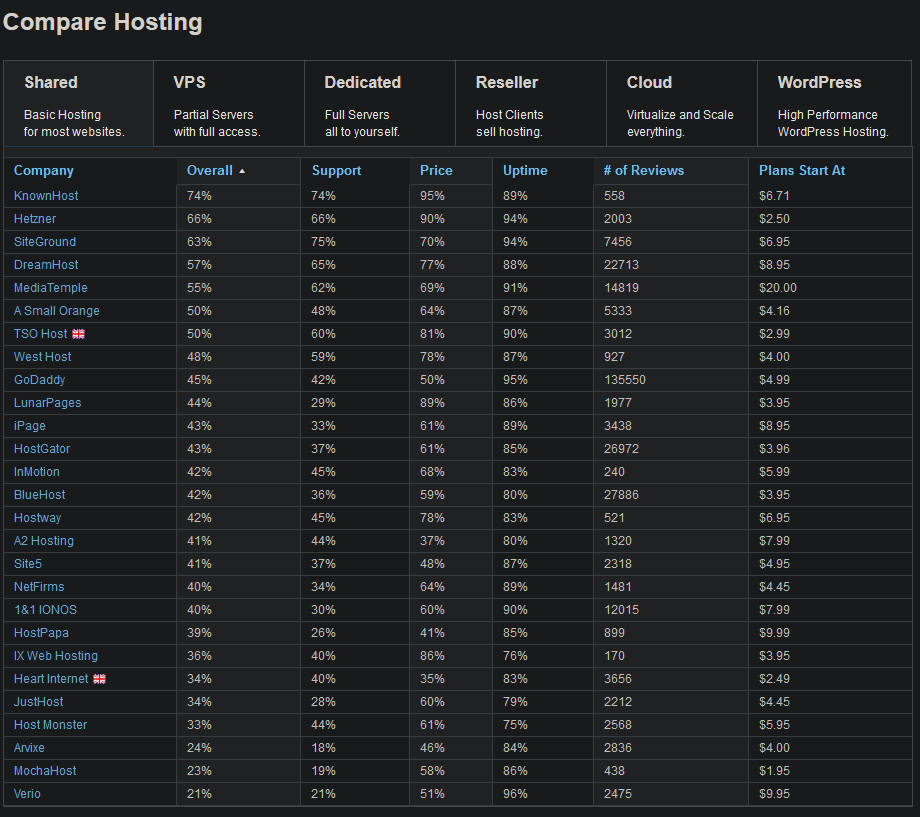 Compare Hosting
Shared VPS Dedicated Reseller Cloud WordPress
Basic Hosting Partial Servers Full Servers Host Clients Virtualize and Scale High Performance
for most websites. with full access. all to yourself. sell hosting. everything. WordPress Hosting.
Company Overall ▲ Support Price Uptime # of Reviews Plans Start At
KnownHost 74% 74% 95% 89% 558 $6.71
Hetzner 66% 66% 90% 94% 2003 $2.50
SiteGround 63% 75% 70% 94% 7456 $6.95
DreamHost 57% 65% 77% 88% 22713 $8.95
MediaTemple 55% 62% 69% 91% 14819 $20.00
A Small Orange 50% 48% 64% 87% 5333 $4.16
TSO Host 50% 60% 81% 90% 3012 $2.99
West Host 48% 59% 78% 87% 927 $4.00
GoDaddy 45% 42% 50% 95% 135550 $4.99
LunarPages 44% 29% 89% 86% 1977 $3.95
iPage 43% 33% 61% 89% 3438 $8.95
HostGator 43% 37% 61% 85% 26972 $3.96
InMotion 42% 45% 68% 83% 240 $5.99
BlueHost 42% 36% 59% 80% 27886 $3.95
Hostway 42% 45% 78% 83% 521 $6.95
A2 Hosting 41% 44% 37% 80% 1320 $7.99
Site5 41% 37% 48% 87% 2318 $4.95
NetFirms 40% 34% 64% 89% 1481 $4.45
1&1 IONOS 40% 30% 60% 90% 12015 $7.99
HostPapa 39% 26% 41% 85% 899 $9.99
IX Web Hosting 36% 40% 86% 76% 170 $3.95
Heart Internet 34% 40% 35% 83% 3656 $2.49
JustHost 34% 28% 60% 79% 2212 $4.45
Host Monster 33% 44% 61% 75% 2568 $5.95
Arvixe 24% 18% 46% 84% 2836 $4.00
MochaHost 23% 19% 58% 86% 438 $1.95
Verio 21% 21% 51% 96% 2475 $9.95